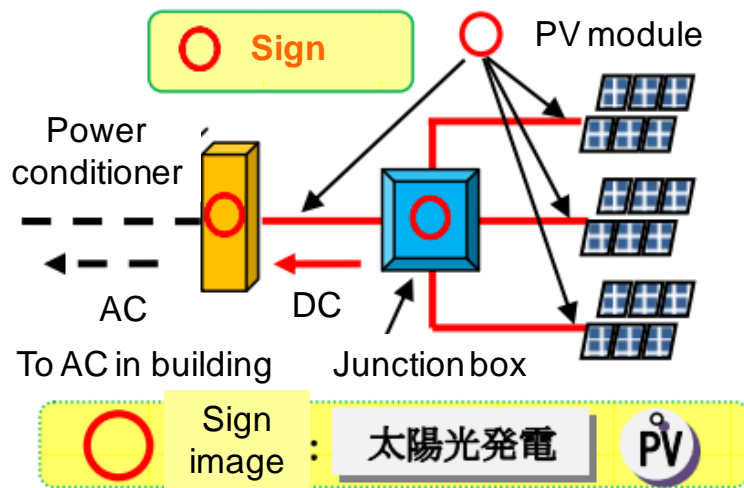 Sign
PV module
Power
conditioner
AC
DC
To AC in building
Junction box
Sign
image
:
太陽光発電
PV